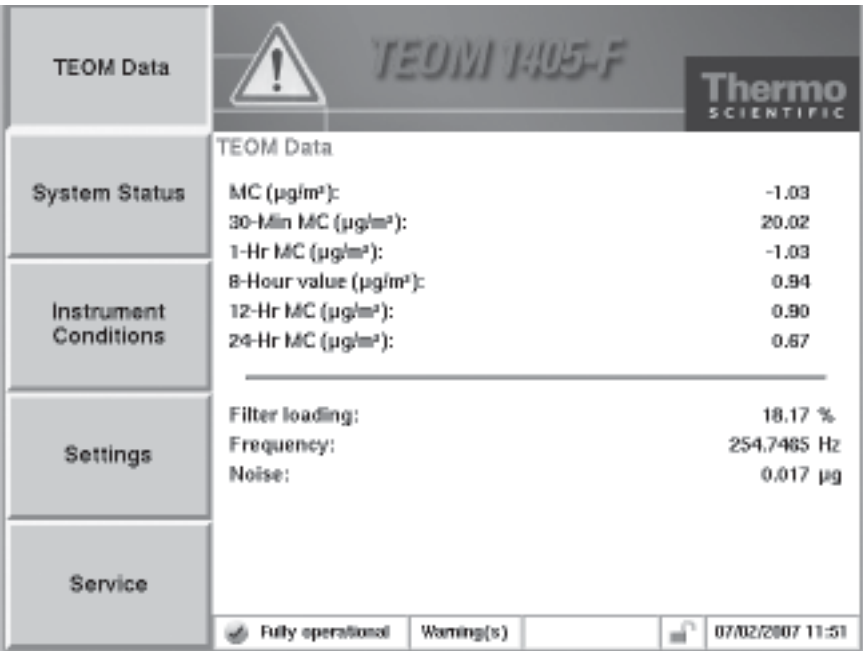 TEOM Data
System Status
Instrument
Conditions
Settings
Service
TEOM 1405-F
Thermo
SCIENTIFIC
TEOM Data
MC (µg/m³): -1.03
30-Min MC (µg/m³): 20.02
1-Hr MC (µg/m³): -1.03
8-Hour value (µg/m³): 0.94
12-Hr MC (µg/m³): 0.90
24-Hr MC (µg/m³): 0.67
Filter loading: 18.17 %
Frequency: 254.7465 Hz
Noise: 0.017 µg
Fully operational Warning(s) 07/02/2007 11:51